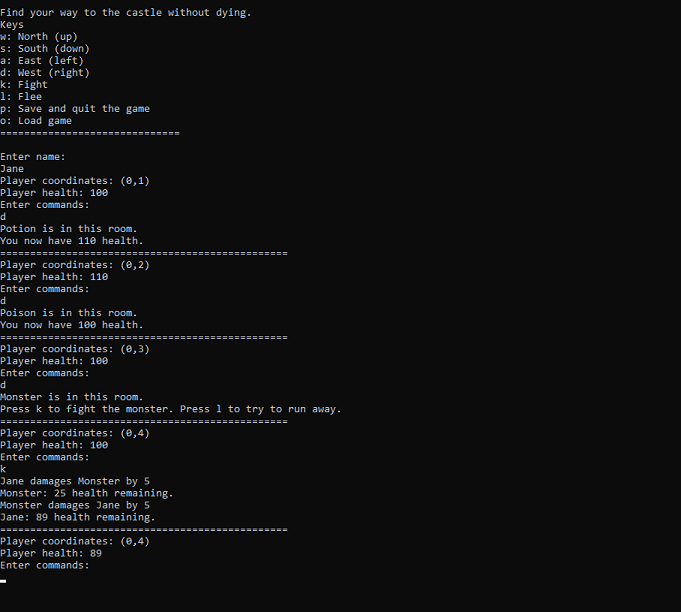 Find your way to the castle without dying.
Keys
w: North (up)
s: South (down)
a: East (left)
d: West (right)
k: Fight
l: Flee
p: Save and quit the game
o: Load game
==============================
Enter name:
Jane
Player coordinates: (0,1)
Player health: 100
Enter commands:
d
Potion is in this room.
You now have 110 health.
================================================
Player coordinates: (0,2)
Player health: 110
Enter commands:
d
Poison is in this room.
You now have 100 health.
================================================
Player coordinates: (0,3)
Player health: 100
Enter commands:
d
Monster is in this room.
Press k to fight the monster. Press l to try to run away.
================================================
Player coordinates: (0,4)
Player health: 100
Enter commands:
k
Jane damages Monster by 5
Monster: 25 health remaining.
Monster damages Jane by 5
Jane: 89 health remaining.
================================================
Player coordinates: (0,4)
Player health: 89
Enter commands: